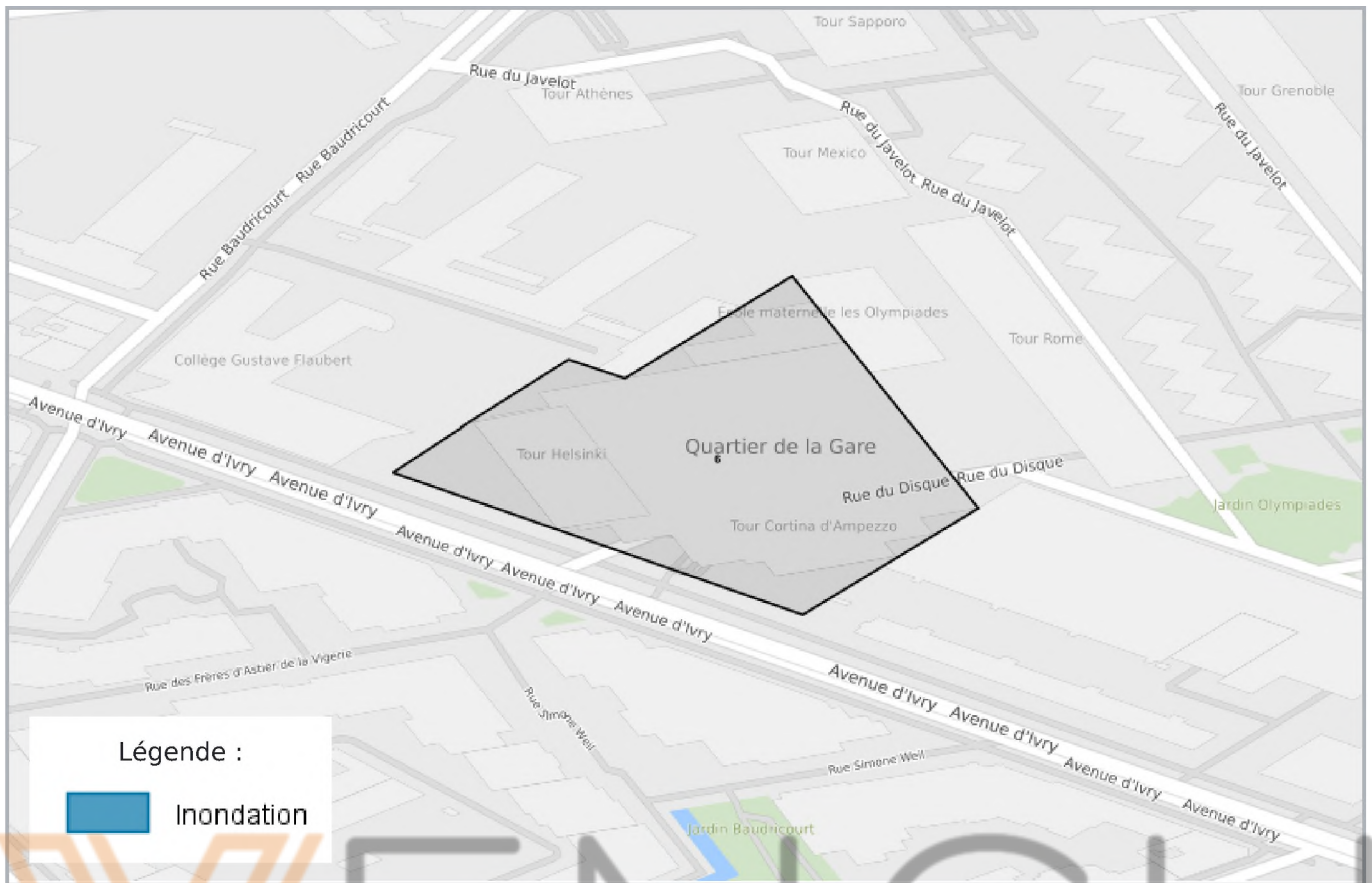 Tour Sapporo
Rue du Javelot
Tour Athènes
Tour Grenoble
Rue Baudricourt
Rue du Javelot
Rue du Javelot
Tour Mexico
Rue du Javelot
Rue Baudricourt
Ecole maternelle les Olympiades
Tour Rome
Collège Gustave Flaubert
Avenue d'Ivry
Avenue d'Ivry
Avenue d'Ivry
Tour Helsinki
Quartier de la Gare
6
Rue du Disque
Rue du Disque
Jardin Olympiades
Tour Cortina d'Ampezzo
Avenue d'Ivry
Avenue d'Ivry
Avenue d'Ivry
Rue des Frères d'Astier de la Vigerie
Avenue d'Ivry
Avenue d'Ivry
Rue Simone Weil
Rue Simone Weil
Avenue d'Ivry
Avenue d'Ivry
Jardin Baudricourt
Légende :
Inondation